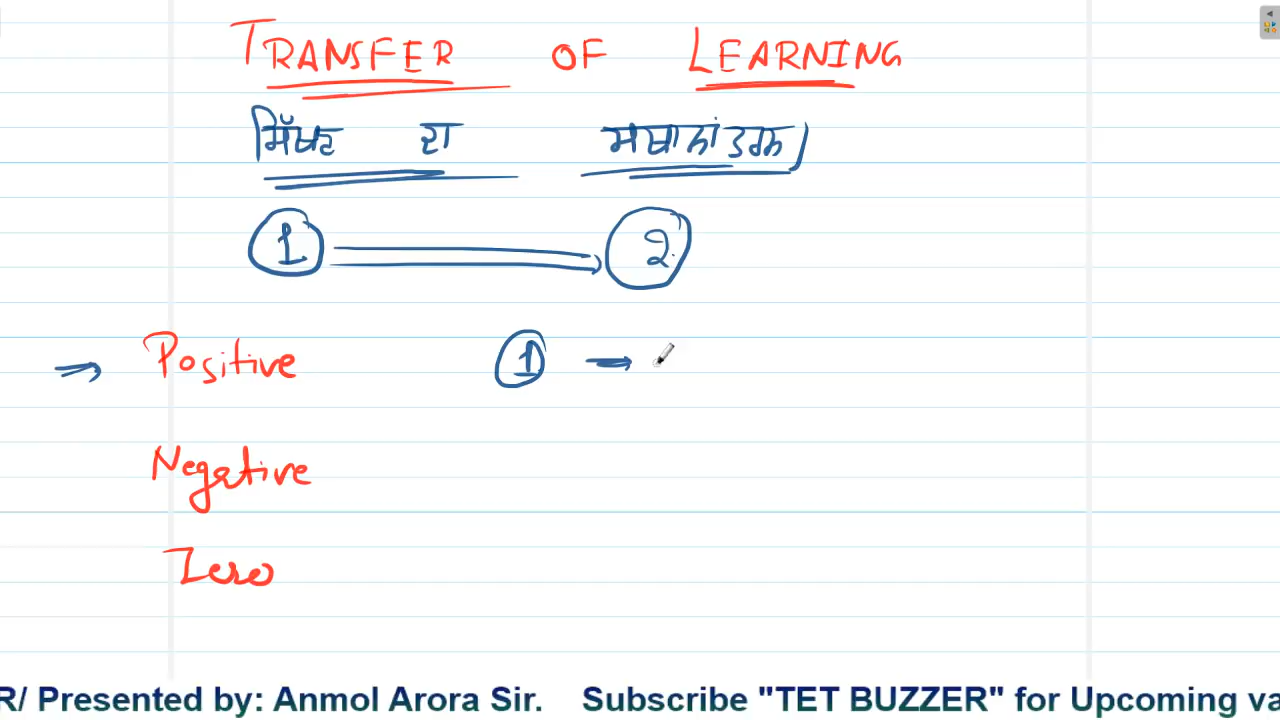 TRANSFER OF LEARNING
ਸਿੱਖਣ ਦਾ ਸਥਾਨਾਂਤਰਨ
1 2
Positive 1
Negative
Zero
R/ Presented by: Anmol Arora Sir. Subscribe "TET BUZZER" for Upcoming va